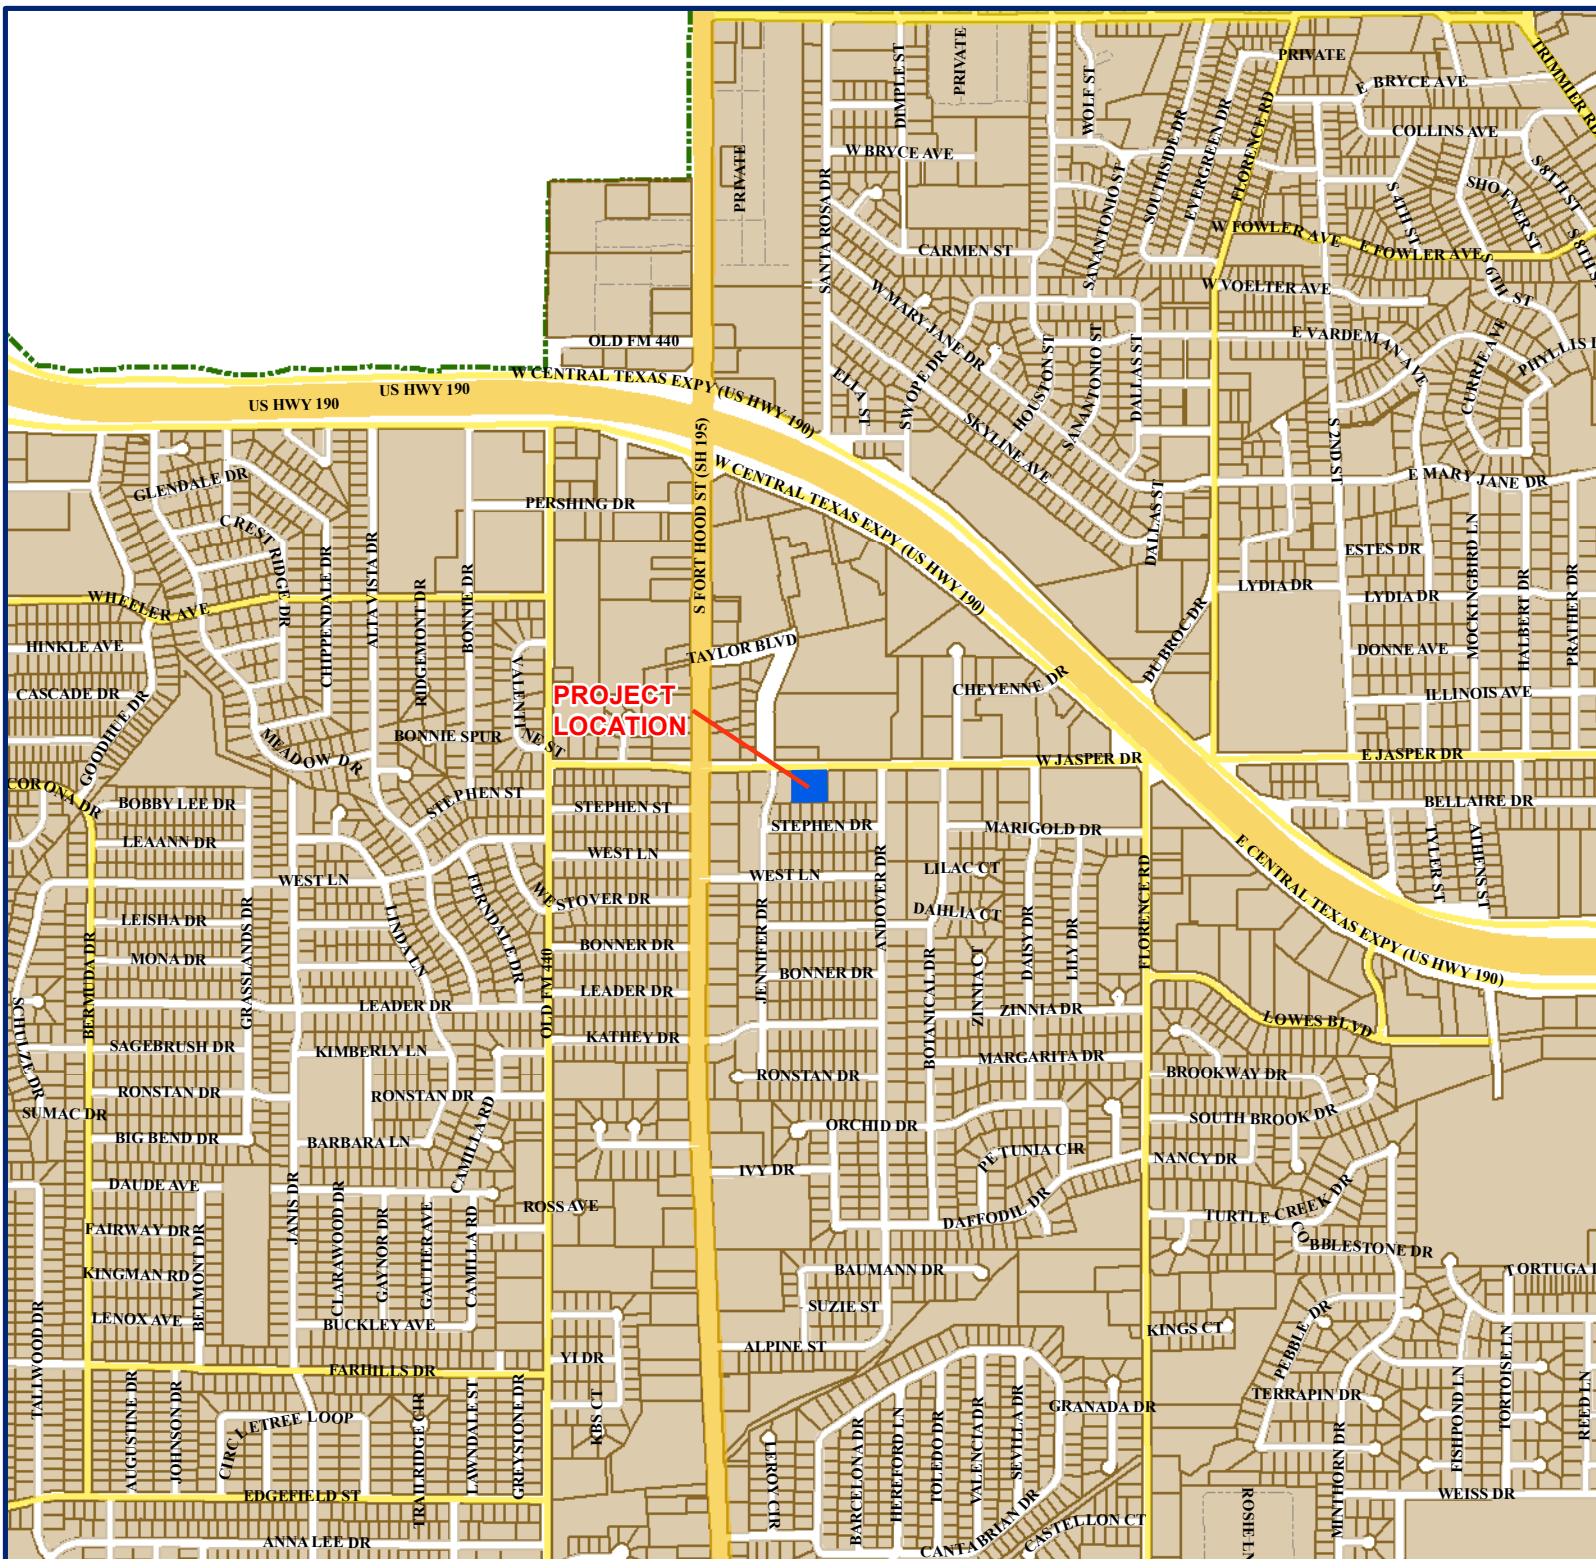 PRIVATE
E BRYCE AVE
TRIMMIER R
DIMPLE ST
PRIVATE
WOLF ST
COLLINS AVE
W BRYCE AVE
PRIVATE
SANTA ROSA DR
SANANTONIO ST
SOUTHSIDE DR
EVERGREEN DR
FLORENCE RD
S 8TH ST
SHOFNER ST
S 4TH ST
S 8TH S
W FOWLER AVE
E FOWLER AVE
CARMEN ST
S 6TH ST
W VOELTER AVE
W MARY JANE DR
E VARDEMAN AVE
CURRIE AVE
PHYLLIS
OLD FM 440
SWOPE DR
ELIA ST
HOUSTON ST
SANANTONIO ST
DALLAS ST
US HWY 190
US HWY 190
W CENTRAL TEXAS EXPY (US HWY 190)
S FORT HOOD ST (SH 195)
SKYLINE AVE
S 2ND ST
W CENTRAL TEXAS EXPY (US HWY 190)
GLENDALE DR
E MARY JANE DR
PERSHING DR
CREST RIDGE DR
CHIPPENDALE DR
ALTA VISTA DR
DALLAS ST
ESTES DR
MOCKINGBIRD LN
HALBERT DR
PRATHER DR
RIDGEMONT DR
BONNIE DR
LYDIA DR
LYDIA DR
WHEELER AVE
HINKLE AVE
TAYLOR BLVD
DUBROC DR
DONNE AVE
CASCADE DR
GOODHUE DR
VALENTINE ST
PROJECT
LOCATION
CHEYENNE DR
ILLINOIS AVE
MEADOW DR
BONNIE SPUR
W JASPER DR
E JASPER DR
CORONA DR
BOBBY LEE DR
STEPHEN ST
STEPHEN ST
STEPHEN DR
MARIGOLD DR
BELLAIRE DR
LEAANN DR
WEST LN
WEST LN
WEST LN
LILAC CT
TYLER ST
ATHENS ST
E CENTRAL TEXAS EXPY (US HWY 190)
FERNDALE DR
WESTOVER DR
LEISHA DR
GRASSLANDS DR
LINDA LN
DAHLIA CT
ANDOVER DR
JENNIFER DR
FLORENCE RD
MONA DR
BERMUDA DR
BONNER DR
BONNER DR
BOTANICAL DR
ZINNIA CT
DAISY DR
LILY DR
OLD FM 440
LEADER DR
LEADER DR
ZINNIA DR
LOWES BLVD
SCHULZE DR
SAGEBRUSH DR
KIMBERLY LN
KATHEY DR
MARGARITA DR
BROOKWAY DR
RONSTAN DR
RONSTAN DR
RONSTAN DR
SUMAC DR
CAMILLA RD
SOUTH BROOK DR
BIG BEND DR
BARBARA LN
ORCHID DR
PETUNIA CIR
NANCY DR
IVY DR
DAUDE AVE
JANIS DR
CLARAWOOD DR
GAYNOR DR
GAUTIER AVE
CAMILLA RD
ROSS AVE
DAFFODIL DR
TURTLE CREEK DR
FAIRWAY DR
BELMONT DR
COBBLESTONE DR
KINGMAN RD
BAUMANN DR
TORTUGA
SUZIE ST
LENOX AVE
BUCKLEY AVE
KINGS CT
PEBBLE DR
ALPINE ST
YI DR
TALLWOOD DR
FARHILLS DR
KBS CT
TERRAPIN DR
GRANADA DR
FISHPOND LN
TORTOISE LN
REED LN
AUGUSTINE DR
JOHNSON DR
CIRCLETREE LOOP
TRAILRIDGE CIR
LAWNDALE ST
GREYSTONE DR
LEROY CIR
BARCELONA DR
HEREFORD LN
TOLEDO DR
VALENCIA DR
SEVILLA DR
MINTHORN DR
EDGEFIELD ST
WEISS DR
ANNA LEE DR
CANTABRIAN DR
CASTELLON CT
ROSIE LN